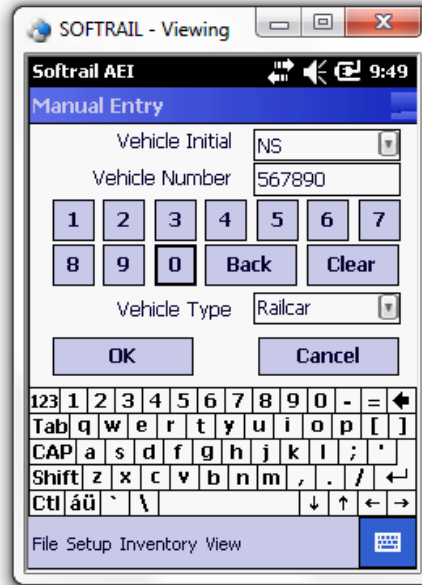 SOFTRAIL - Viewing
Softrail AEI 9:49
Manual Entry
Vehicle Initial NS
Vehicle Number 567890
1 2 3 4 5 6 7
8 9 0 Back Clear
Vehicle Type Railcar
OK Cancel
123 1 2 3 4 5 6 7 8 9 0 - = 🡄
Tab q w e r t y u i o p [ ]
CAP a s d f g h j k l ; '
Shift z x c v b n m , . / ↵
Ctl áü ` \ ↓ ↑ ← →
File Setup Inventory View